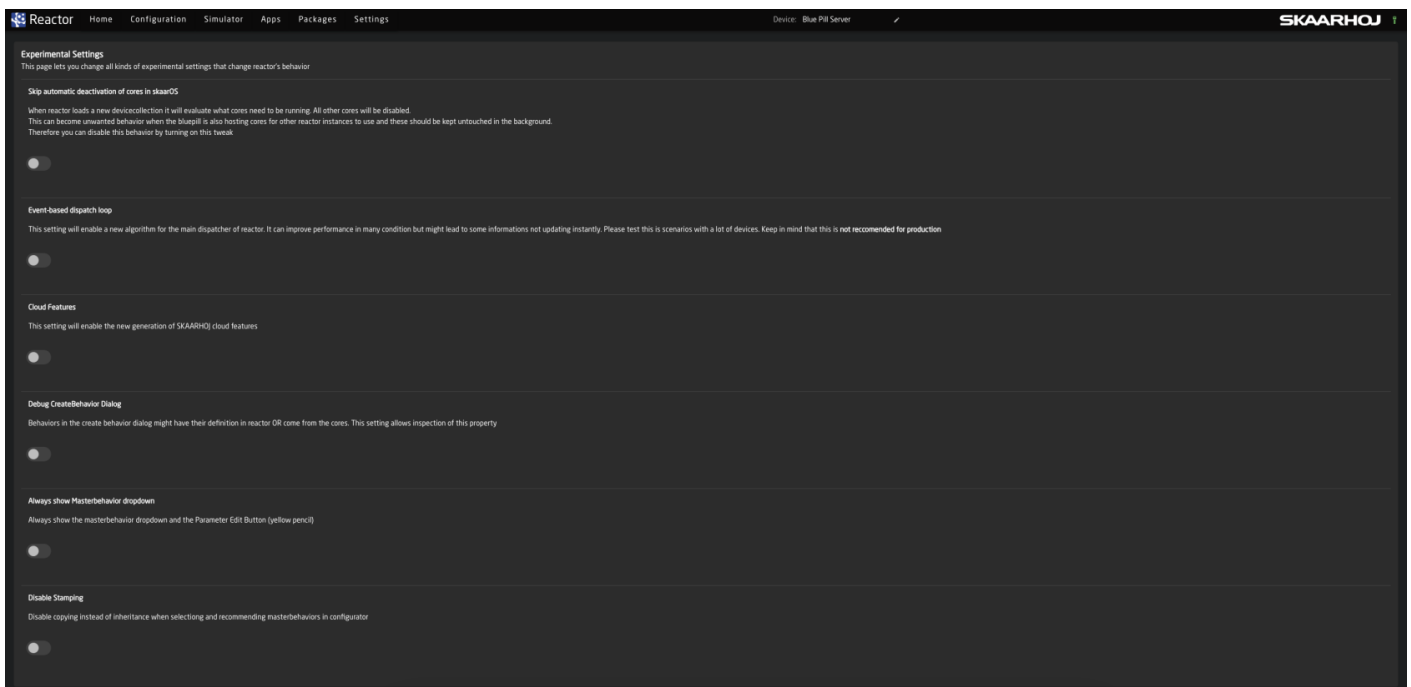 Reactor Home Configuration Simulator Apps Packages Settings Device: Blue Pill Server SKAARHOJ
Experimental Settings
This page lets you change all kinds of experimental settings that change reactor's behavior
Skip automatic deactivation of cores in skaarOS
When reactor loads a new devicecollection it will evaluate what cores need to be running. All other cores will be disabled.
This can become unwanted behavior when the bluepill is also hosting cores for other reactor instances to use and these should be kept untouched in the background.
Therefore you can disable this behavior by turning on this tweak
Event-based dispatch loop
This setting will enable a new algorithm for the main dispatcher of reactor. It can improve performance in many condition but might lead to some informations not updating instantly. Please test this is scenarios with a lot of devices. Keep in mind that this is not reccomended for production
Cloud Features
This setting will enable the new generation of SKAARHOJ cloud features
Debug CreateBehavior Dialog
Behaviors in the create behavior dialog might have their definition in reactor OR come from the cores. This setting allows inspection of this property
Always show Masterbehavior dropdown
Always show the masterbehavior dropdown and the Parameter Edit Button (yellow pencil)
Disable Stamping
Disable copying instead of inheritance when selectiong and recommending masterbehaviors in configurator